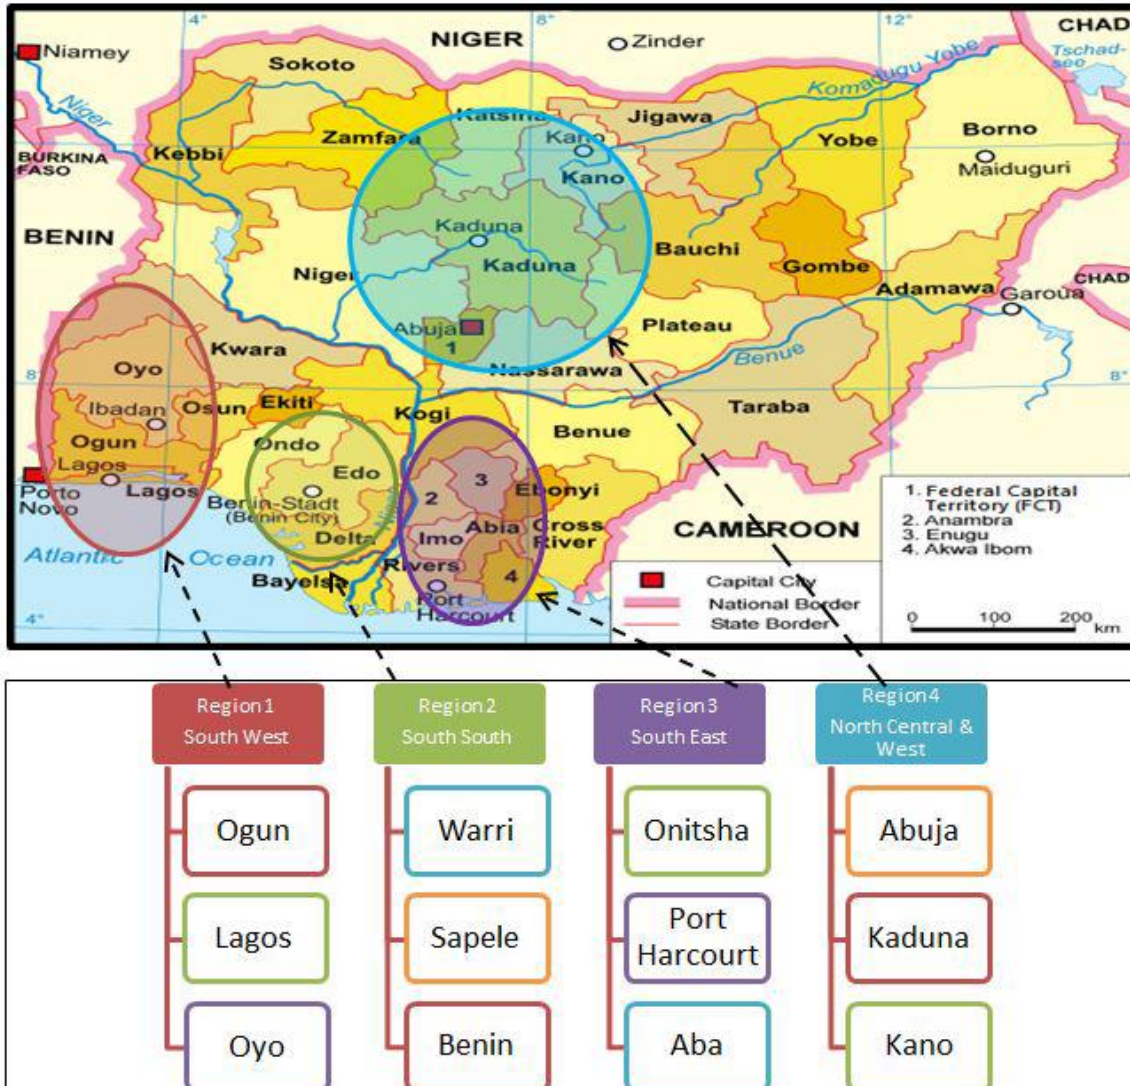 4°
8°
12°
CHAD
NIGER
Zinder
Niamey
Tschad-
see
Sokoto
Komadugu Yobe
Niger
Katsina
Jigawa
Zamfara
Kano
Yobe
Borno
Kebbi
BURKINA
FASO
Maiduguri
Kano
BENIN
Kaduna
Bauchi
Niger
Kaduna
Gombe
CHAD
Adamawa
Garoua
Abuja
1
Plateau
Kwara
Benue
Oyo
Nassarawa
8°
8°
Ibadan
Osun
Ekiti
Kogi
Taraba
Ogun
Ondo
Benue
Lagos
Edo
3
Porto
Novo
Lagos
Benin-Stadt
(Benin City)
Niger
2
Ebonyi
Abia
Cross
River
CAMEROON
Delta
Imo
Atlantic Ocean
Bayelsa
Rivers
4
Port
Harcourt
4°
1. Federal Capital
Territory (FCT)
2. Anambra
3. Enugu
4. Akwa Ibom
Capital City
National Border
State Border
0 100 200
km
Region1
South West
Region2
South South
Region3
South East
Region4
North Central &
West
Ogun
Warri
Onitsha
Abuja
Lagos
Sapele
Port
Harcourt
Kaduna
Oyo
Benin
Aba
Kano